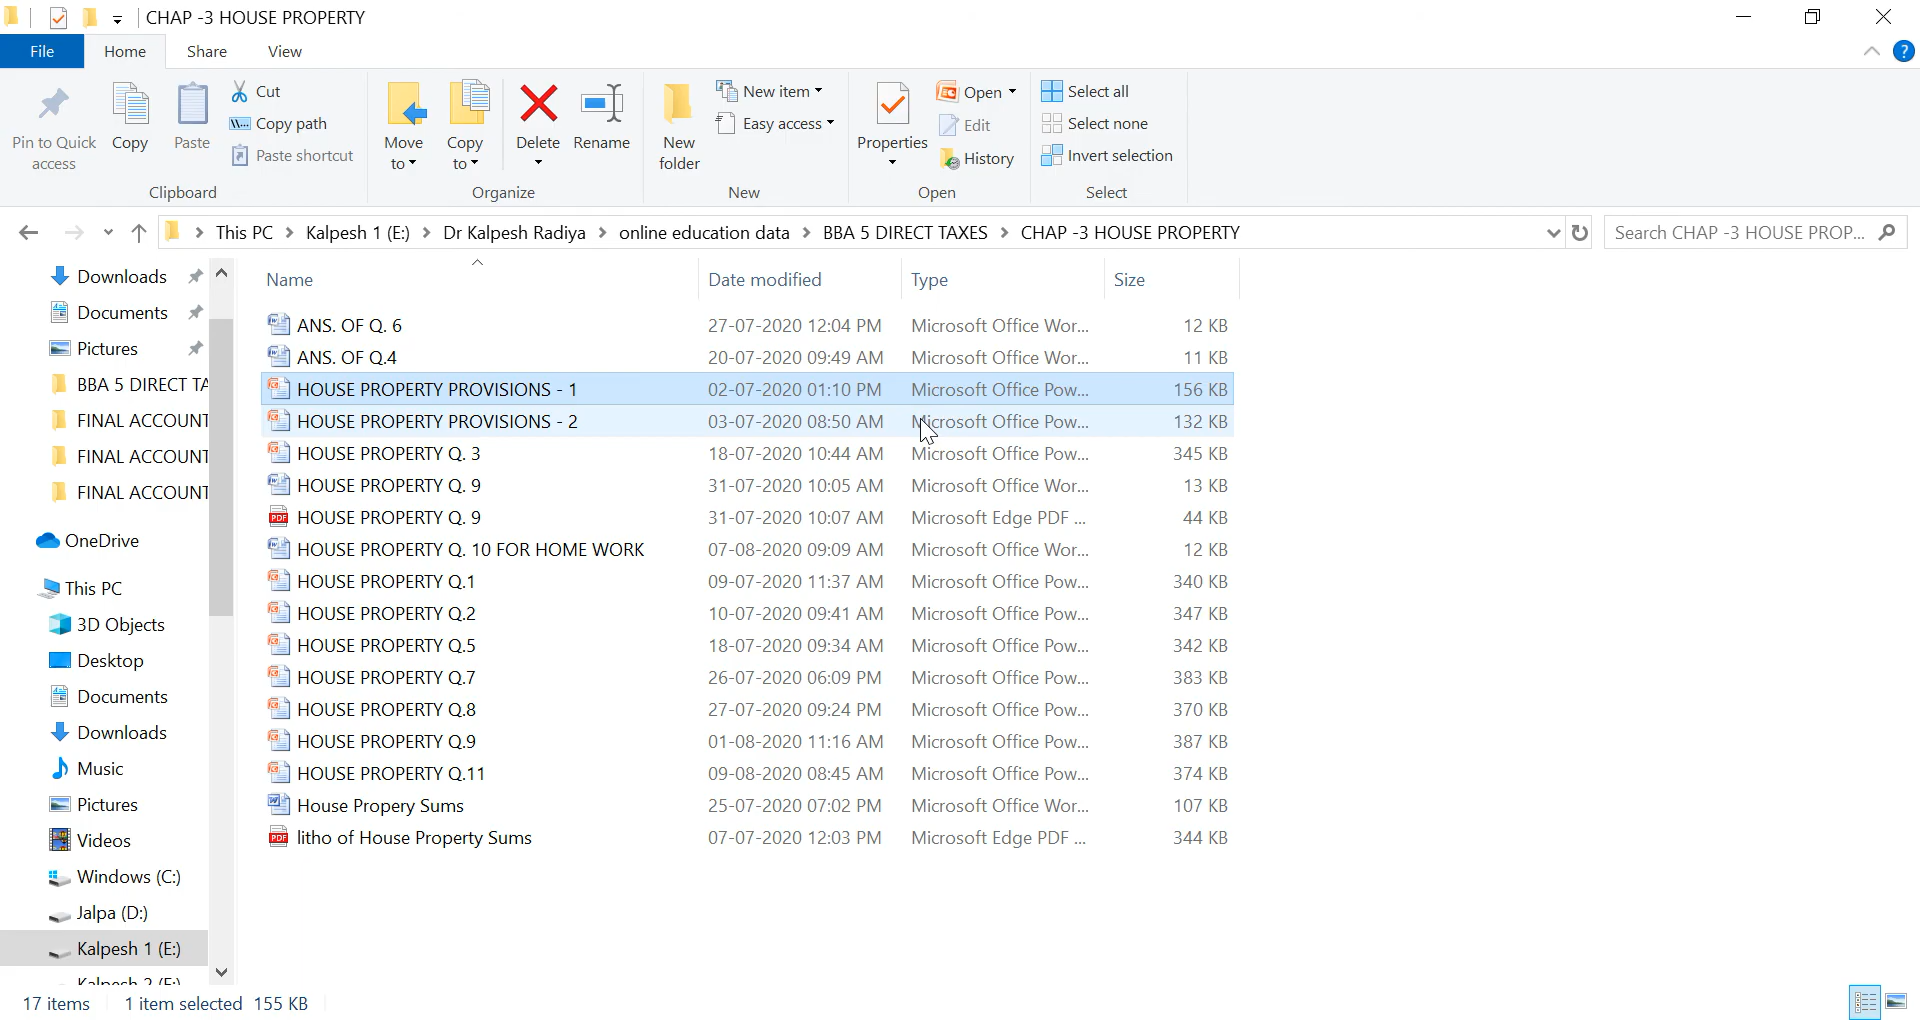 CHAP -3 HOUSE PROPERTY
File Home Share View
Pin to Quick access
Copy
Paste
Cut
Copy path
Paste shortcut
Clipboard
Move to
Copy to
Delete
Rename
Organize
New folder
New item
Easy access
New
Properties
Open
Edit
History
Open
Select all
Select none
Invert selection
Select
This PC Kalpesh 1 (E:) Dr Kalpesh Radiya online education data BBA 5 DIRECT TAXES CHAP -3 HOUSE PROPERTY
Search CHAP -3 HOUSE PROP...
Downloads
Documents
Pictures
BBA 5 DIRECT TA
FINAL ACCOUNT
FINAL ACCOUNT
FINAL ACCOUNT
OneDrive
This PC
3D Objects
Desktop
Documents
Downloads
Music
Pictures
Videos
Windows (C:)
Jalpa (D:)
Kalpesh 1 (E:)
Name Date modified Type Size
ANS. OF Q. 6 27-07-2020 12:04 PM Microsoft Office Wor... 12 KB
ANS. OF Q.4 20-07-2020 09:49 AM Microsoft Office Wor... 11 KB
HOUSE PROPERTY PROVISIONS - 1 02-07-2020 01:10 PM Microsoft Office Pow... 156 KB
HOUSE PROPERTY PROVISIONS - 2 03-07-2020 08:50 AM Microsoft Office Pow... 132 KB
HOUSE PROPERTY Q. 3 18-07-2020 10:44 AM Microsoft Office Pow... 345 KB
HOUSE PROPERTY Q. 9 31-07-2020 10:05 AM Microsoft Office Wor... 13 KB
HOUSE PROPERTY Q. 9 31-07-2020 10:07 AM Microsoft Edge PDF ... 44 KB
HOUSE PROPERTY Q. 10 FOR HOME WORK 07-08-2020 09:09 AM Microsoft Office Wor... 12 KB
HOUSE PROPERTY Q.1 09-07-2020 11:37 AM Microsoft Office Pow... 340 KB
HOUSE PROPERTY Q.2 10-07-2020 09:41 AM Microsoft Office Pow... 347 KB
HOUSE PROPERTY Q.5 18-07-2020 09:34 AM Microsoft Office Pow... 342 KB
HOUSE PROPERTY Q.7 26-07-2020 06:09 PM Microsoft Office Pow... 383 KB
HOUSE PROPERTY Q.8 27-07-2020 09:24 PM Microsoft Office Pow... 370 KB
HOUSE PROPERTY Q.9 01-08-2020 11:16 AM Microsoft Office Pow... 387 KB
HOUSE PROPERTY Q.11 09-08-2020 08:45 AM Microsoft Office Pow... 374 KB
House Propery Sums 25-07-2020 07:02 PM Microsoft Office Wor... 107 KB
litho of House Property Sums 07-07-2020 12:03 PM Microsoft Edge PDF ... 344 KB
17 items 1 item selected 155 KB